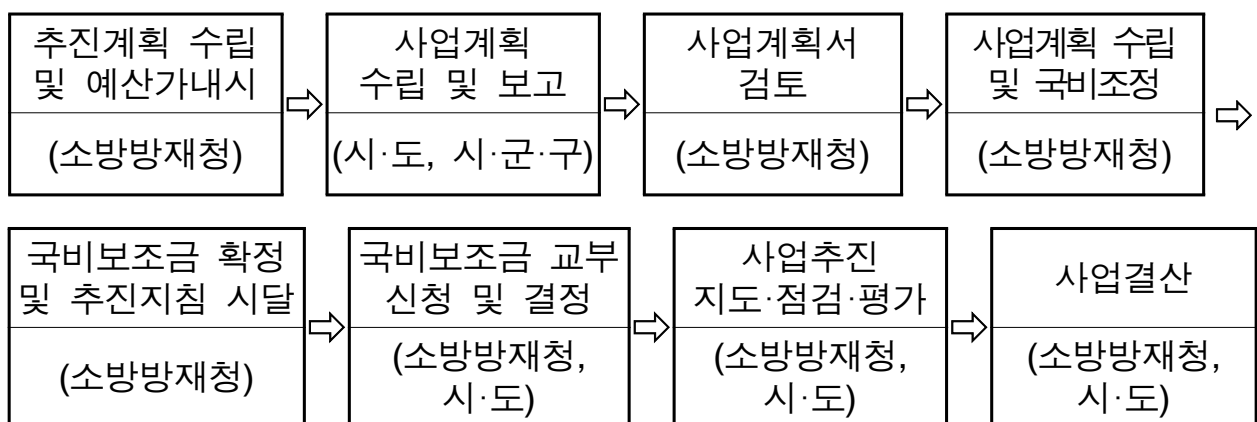 추진계획 수립
및 예산가내시
(소방방재청)
사업계획
수립 및 보고
(시·도, 시·군·구)
사업계획서
검토
(소방방재청)
사업계획 수립
및 국비조정
(소방방재청)
국비보조금 확정
및 추진지침 시달
(소방방재청)
국비보조금 교부
신청 및 결정
(소방방재청,
시·도)
사업추진
지도·점검·평가
(소방방재청,
시·도)
사업결산
(소방방재청,
시·도)